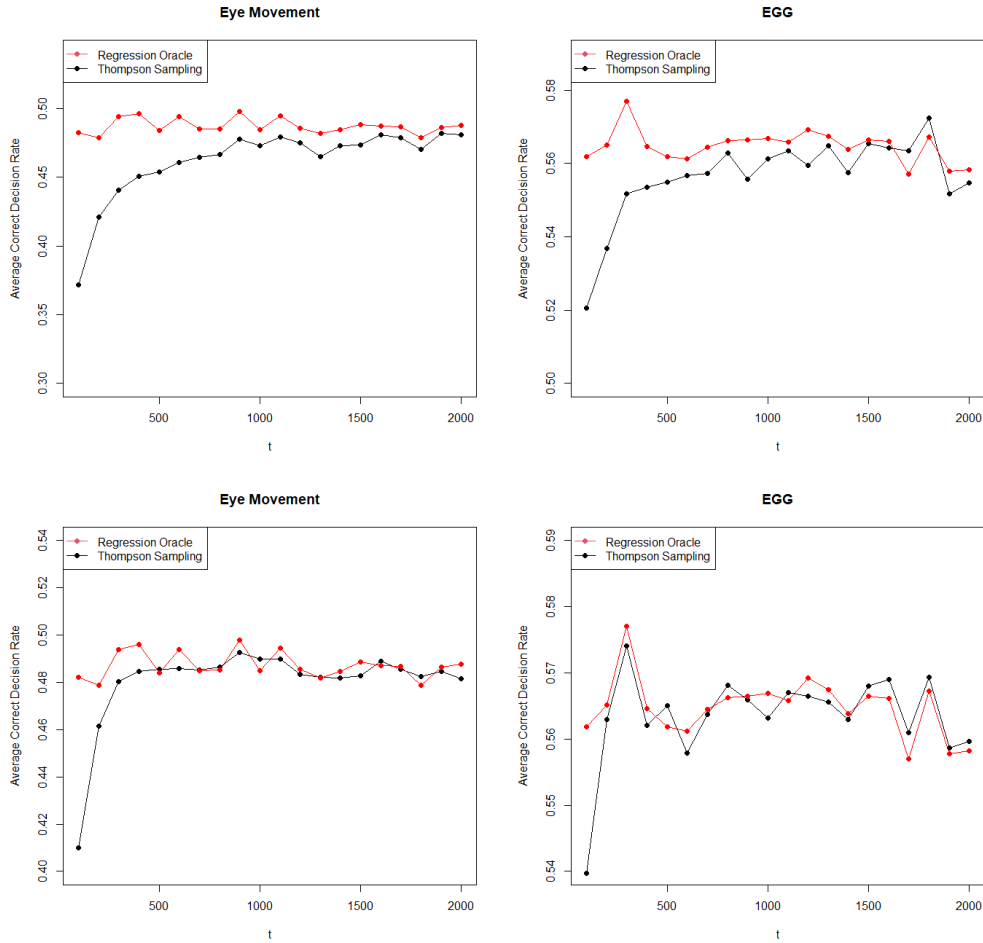 Eye Movement
Regression Oracle
Thompson Sampling
Average Correct Decision Rate
0.50
0.45
0.40
0.35
0.30
500
1000
1500
2000
t
EGG
Regression Oracle
Thompson Sampling
Average Correct Decision Rate
0.58
0.56
0.54
0.52
0.50
500
1000
1500
2000
t
Eye Movement
Regression Oracle
Thompson Sampling
Average Correct Decision Rate
0.54
0.52
0.50
0.48
0.46
0.44
0.42
0.40
500
1000
1500
2000
t
EGG
Regression Oracle
Thompson Sampling
Average Correct Decision Rate
0.59
0.58
0.57
0.56
0.55
0.54
500
1000
1500
2000
t